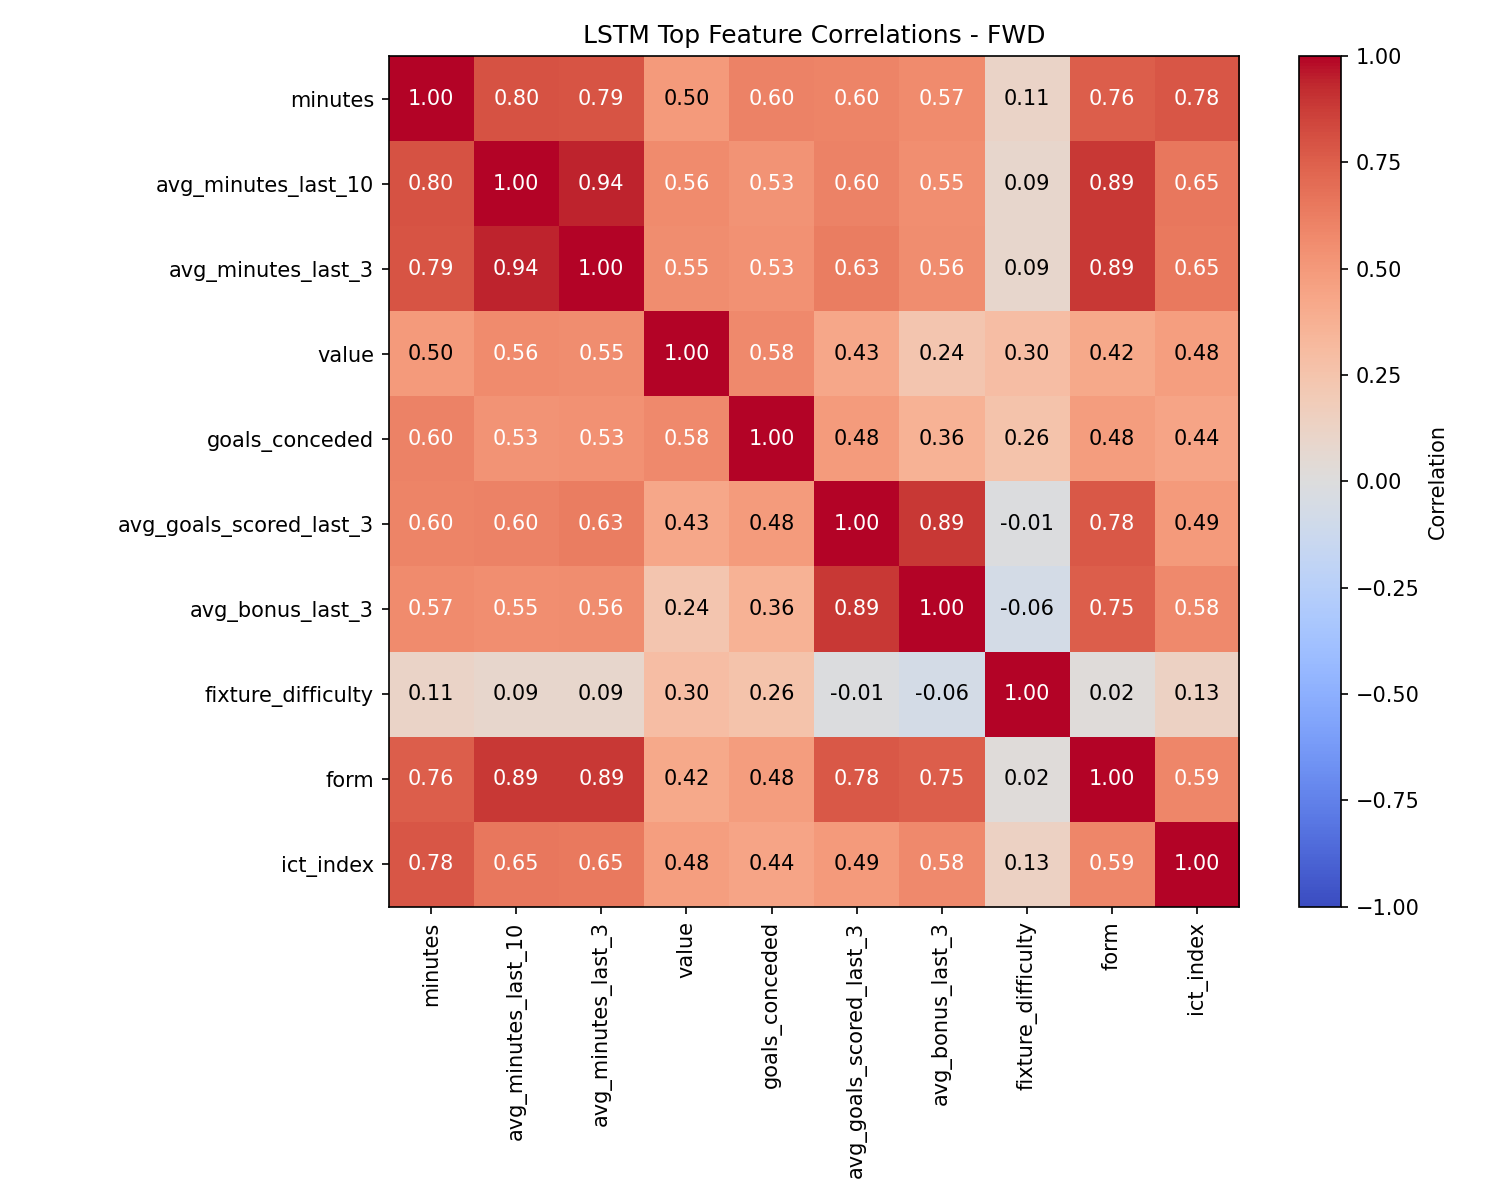 LSTM Top Feature Correlations - FWD
minutes 1.00 0.80 0.79 0.50 0.60 0.60 0.57 0.11 0.76 0.78
avg_minutes_last_10 0.80 1.00 0.94 0.56 0.53 0.60 0.55 0.09 0.89 0.65
avg_minutes_last_3 0.79 0.94 1.00 0.55 0.53 0.63 0.56 0.09 0.89 0.65
value 0.50 0.56 0.55 1.00 0.58 0.43 0.24 0.30 0.42 0.48
goals_conceded 0.60 0.53 0.53 0.58 1.00 0.48 0.36 0.26 0.48 0.44
avg_goals_scored_last_3 0.60 0.60 0.63 0.43 0.48 1.00 0.89 -0.01 0.78 0.49
avg_bonus_last_3 0.57 0.55 0.56 0.24 0.36 0.89 1.00 -0.06 0.75 0.58
fixture_difficulty 0.11 0.09 0.09 0.30 0.26 -0.01 -0.06 1.00 0.02 0.13
form 0.76 0.89 0.89 0.42 0.48 0.78 0.75 0.02 1.00 0.59
ict_index 0.78 0.65 0.65 0.48 0.44 0.49 0.58 0.13 0.59 1.00
minutes
avg_minutes_last_10
avg_minutes_last_3
value
goals_conceded
avg_goals_scored_last_3
avg_bonus_last_3
fixture_difficulty
form
ict_index
1.00
0.75
0.50
0.25
0.00
−0.25
−0.50
−0.75
−1.00
Correlation